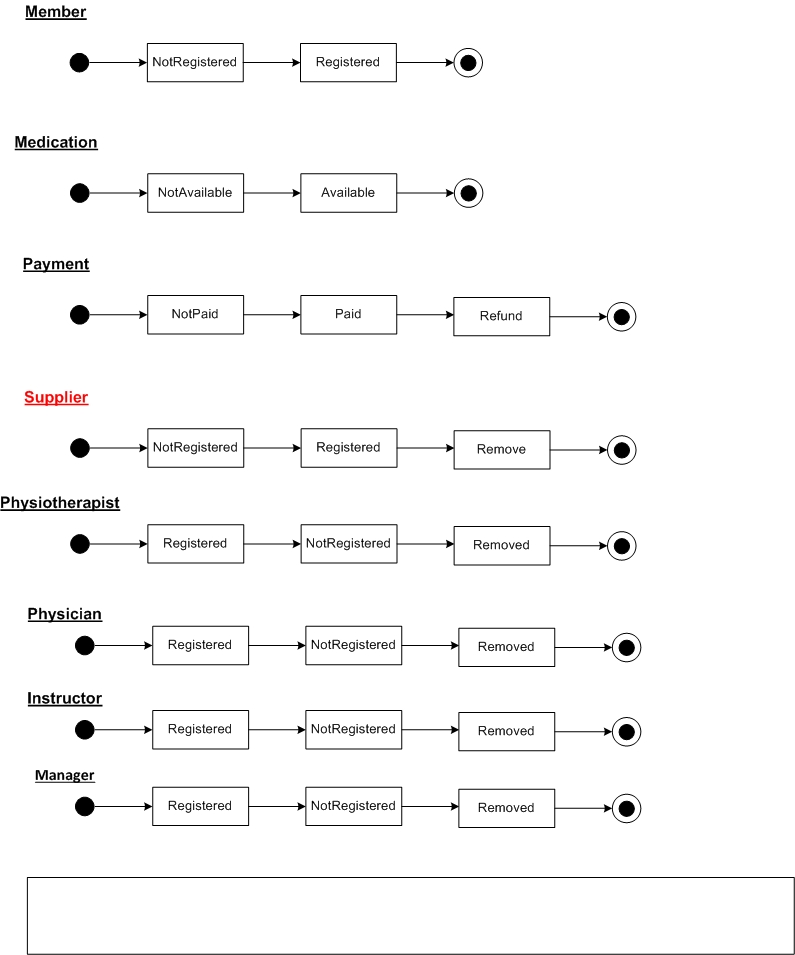 Member
NotRegistered Registered
Medication
NotAvailable Available
Payment
NotPaid Paid Refund
Supplier
NotRegistered Registered Remove
Physiotherapist
Registered NotRegistered Removed
Physician
Registered NotRegistered Removed
Instructor
Registered NotRegistered Removed
Manager
Registered NotRegistered Removed